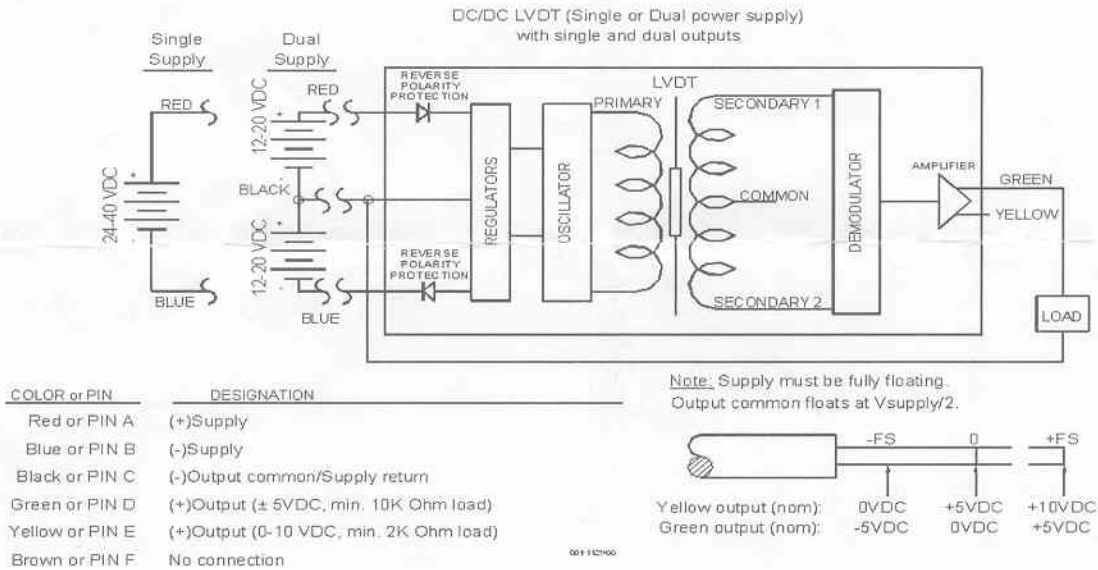 DC/DC LVDT (Single or Dual power supply)
with single and dual outputs
Single
Supply
Dual
Supply
RED
RED
REVERSE
POLARITY
PROTECTION
LVDT
PRIMARY
SECONDARY 1
24-40 VDC
12-20 VDC
12-20 VDC
BLACK
REGULATORS
OSCILLATOR
COMMON
DEMODULATOR
AMPLIFIER
GREEN
YELLOW
REVERSE
POLARITY
PROTECTION
BLUE
BLUE
SECONDARY 2
LOAD
COLOR or PIN DESIGNATION
Red or PIN A (+)Supply
Blue or PIN B (-)Supply
Black or PIN C (-)Output common/Supply return
Green or PIN D (+)Output (± 5VDC, min. 10K Ohm load)
Yellow or PIN E (+)Output (0-10 VDC, min. 2K Ohm load)
Brown or PIN F No connection
Note: Supply must be fully floating.
Output common floats at Vsupply/2.
-FS 0 +FS
Yellow output (nom): 0VDC +5VDC +10VDC
Green output (nom): -5VDC 0VDC +5VDC